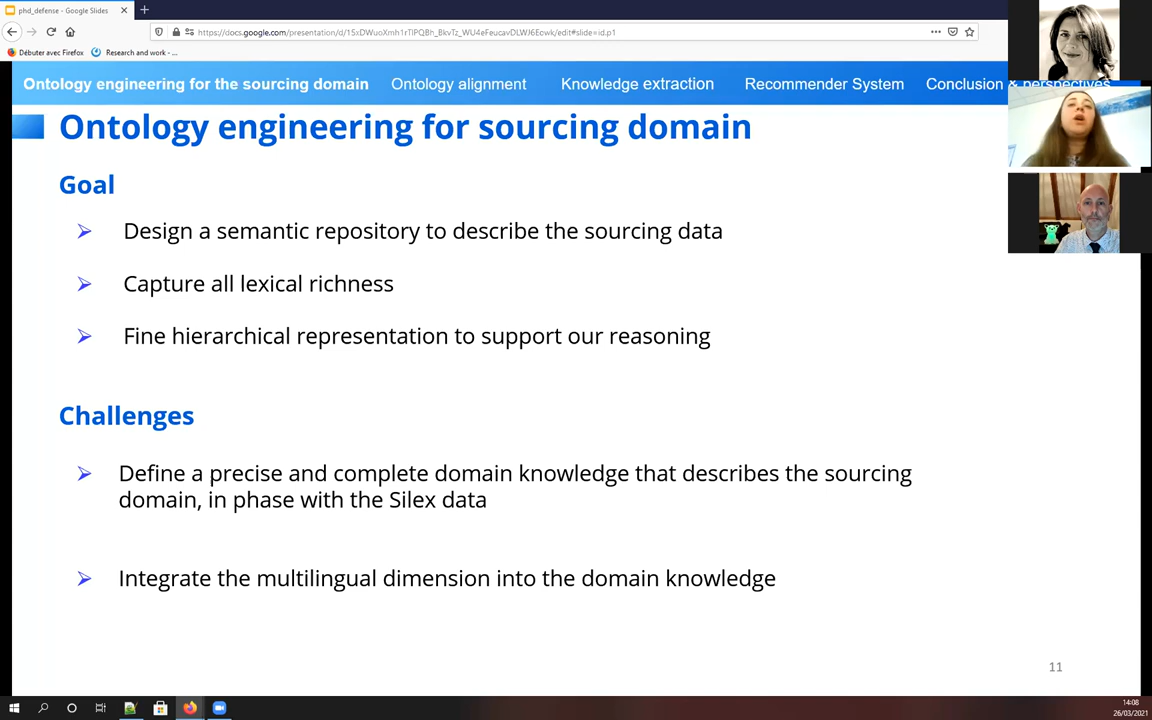 phd_defense - Google Slides
https://docs.google.com/presentation/d/15xDWuoXmh1rTlPQBh_BkvTz_WU4eFeucavDLWJ6Eowk/edit#slide=id.p1
Débuter avec Firefox Research and work - ...
Ontology engineering for the sourcing domain Ontology alignment Knowledge extraction Recommender System Conclusion & perspectives
Ontology engineering for sourcing domain
Goal
Design a semantic repository to describe the sourcing data
Capture all lexical richness
Fine hierarchical representation to support our reasoning
Challenges
Define a precise and complete domain knowledge that describes the sourcing
domain, in phase with the Silex data
Integrate the multilingual dimension into the domain knowledge
11
14:08
26/03/2021